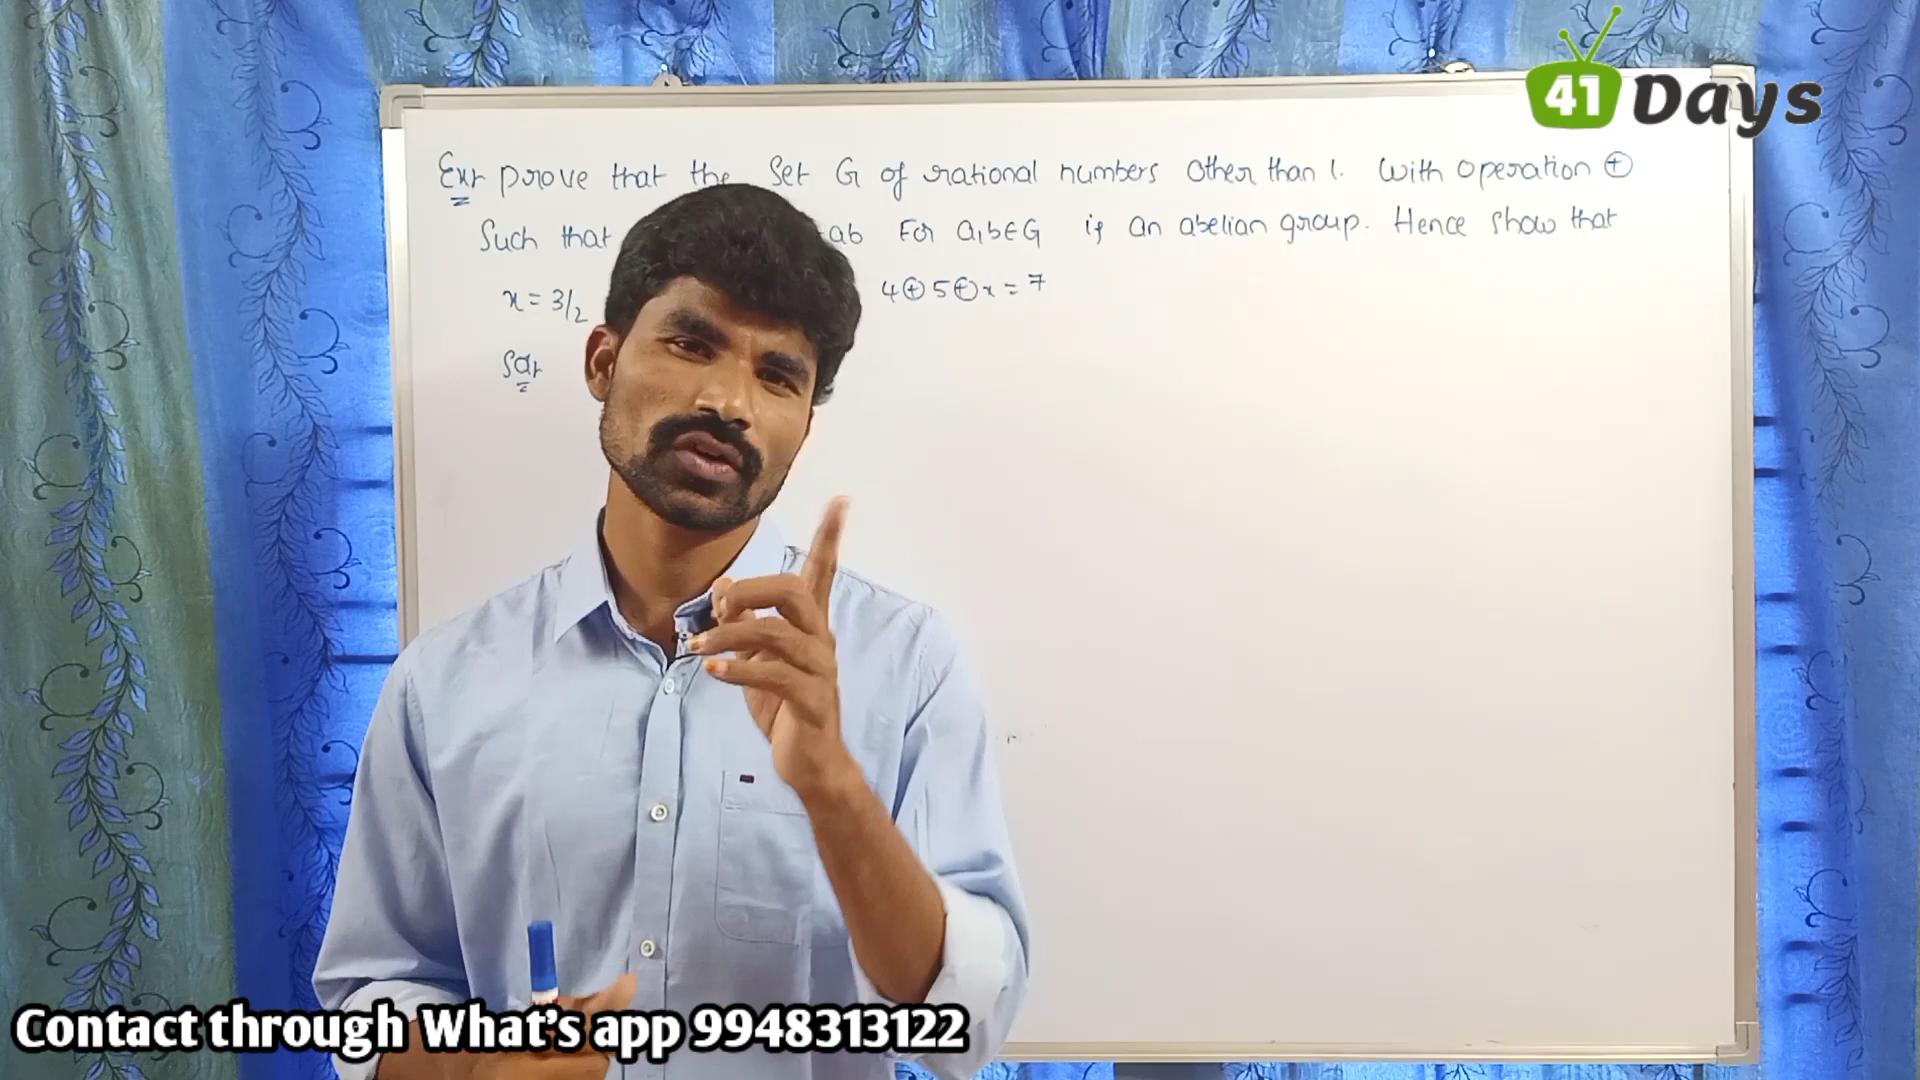 41 Days
Ex:- prove that the Set G of rational numbers other than 1. with operation ⊕
Such that ab For a,b∈G is an abelian group. Hence show that
x = 3/2 4⊕5⊕x = 7
Sol:-
Contact through What's app 9948313122